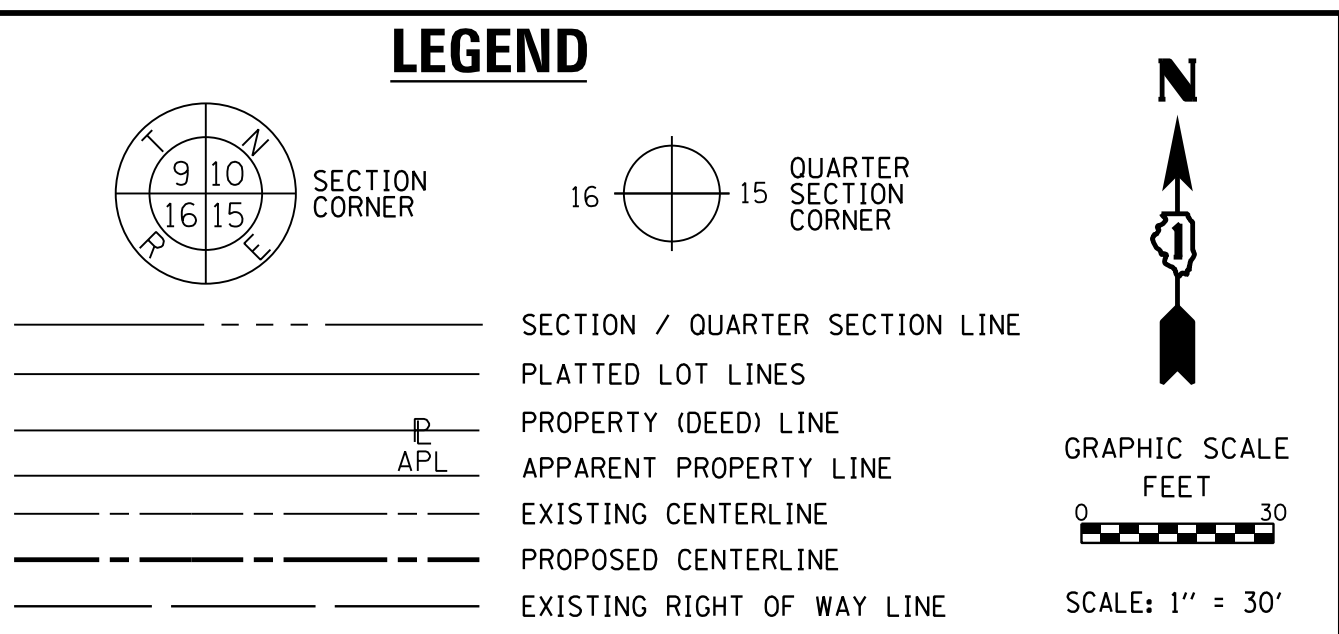 LEGEND
T N
9 10
16 15
R E
SECTION
CORNER
16
15
QUARTER
SECTION
CORNER
SECTION / QUARTER SECTION LINE
PLATTED LOT LINES
PL
PROPERTY (DEED) LINE
APL
APPARENT PROPERTY LINE
EXISTING CENTERLINE
PROPOSED CENTERLINE
EXISTING RIGHT OF WAY LINE
N
1
GRAPHIC SCALE
FEET
0 30
SCALE: 1'' = 30'